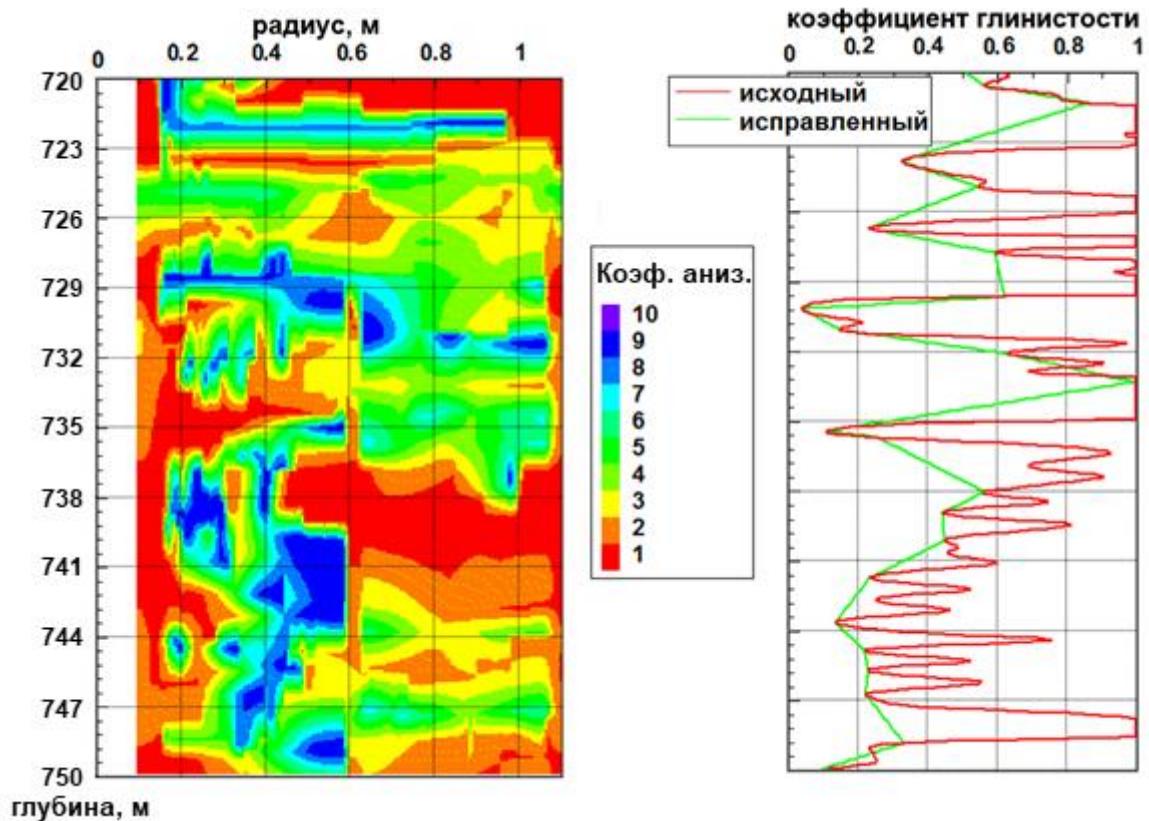 радиус, м
0 0.2 0.4 0.6 0.8 1
720
723
726
729
732
735
738
741
744
747
750
глубина, м
Коэф. аниз.
10
9
8
7
6
5
4
3
2
1
коэффициент глинистости
0 0.2 0.4 0.6 0.8 1
исходный
исправленный